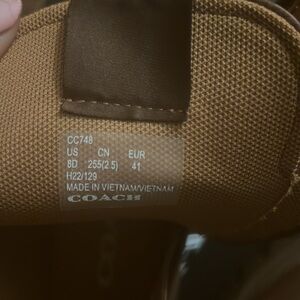 CC748
US CN EUR
8D 255(2.5) 41
H22/129
MADE IN VIETNAM/VIETNAM
COACH